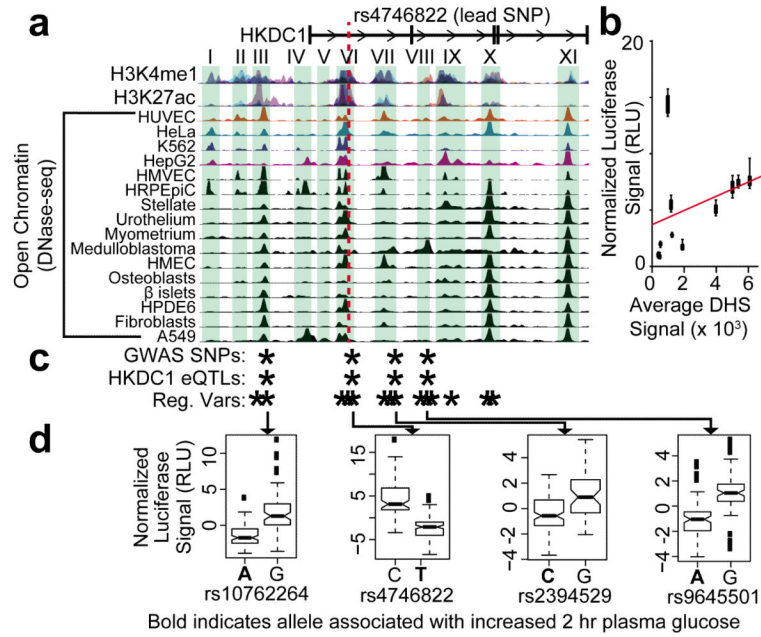 a
rs4746822 (lead SNP)
HKDC1
I II III IV V VI VII VIII IX X XI
H3K4me1
H3K27ac
Open Chromatin
(DNase-seq)
HUVEC
HeLa
K562
HepG2
HMVEC
HRPEpiC
Stellate
Urothelium
Myometrium
Medulloblastoma
HMEC
Osteoblasts
β islets
HPDE6
Fibroblasts
A549
b
Normalized Luciferase
Signal (RLU)
20
10
0
0 2 4 6
Average DHS
Signal (x 10³)
c
GWAS SNPs: * * * *
HKDC1 eQTLs: * * * *
Reg. Vars: ** *** *** *** * **
d
Normalized
Luciferase
Signal (RLU)
10
5
0
A G
rs10762264
15
5
-5
C T
rs4746822
4
2
0
-2
-4
C G
rs2394529
4
2
0
-2
-4
A G
rs9645501
Bold indicates allele associated with increased 2 hr plasma glucose